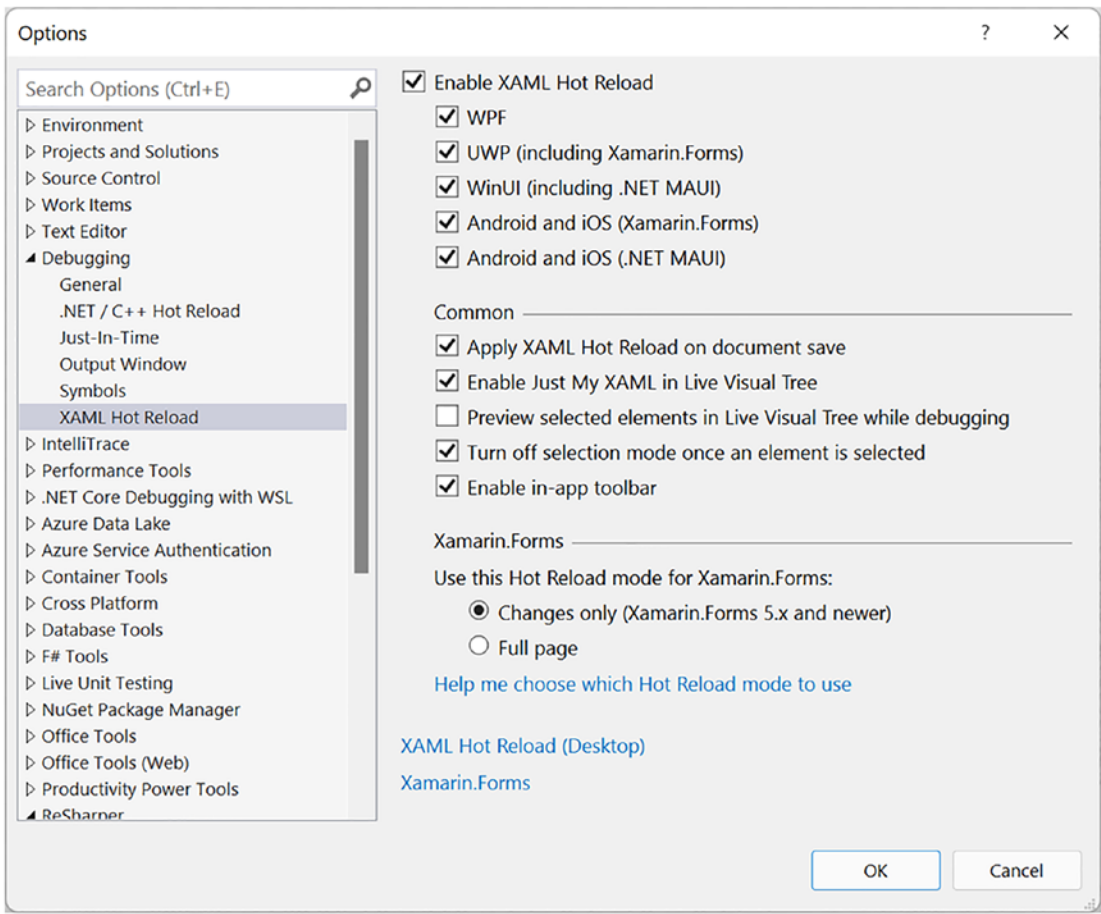 Options
?
Search Options (Ctrl+E)
Environment
Projects and Solutions
Source Control
Work Items
Text Editor
Debugging
General
.NET / C++ Hot Reload
Just-In-Time
Output Window
Symbols
XAML Hot Reload
IntelliTrace
Performance Tools
.NET Core Debugging with WSL
Azure Data Lake
Azure Service Authentication
Container Tools
Cross Platform
Database Tools
F# Tools
Live Unit Testing
NuGet Package Manager
Office Tools
Office Tools (Web)
Productivity Power Tools
ReSharper
Enable XAML Hot Reload
WPF
UWP (including Xamarin.Forms)
WinUI (including .NET MAUI)
Android and iOS (Xamarin.Forms)
Android and iOS (.NET MAUI)
Common
Apply XAML Hot Reload on document save
Enable Just My XAML in Live Visual Tree
Preview selected elements in Live Visual Tree while debugging
Turn off selection mode once an element is selected
Enable in-app toolbar
Xamarin.Forms
Use this Hot Reload mode for Xamarin.Forms:
Changes only (Xamarin.Forms 5.x and newer)
Full page
Help me choose which Hot Reload mode to use
XAML Hot Reload (Desktop)
Xamarin.Forms
OK
Cancel